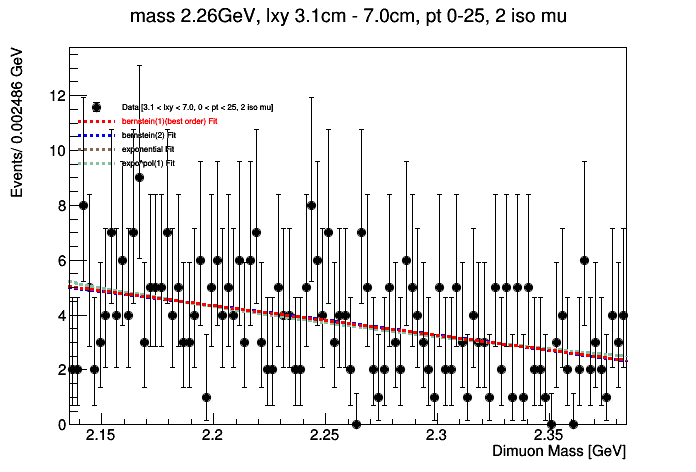 mass 2.26GeV, lxy 3.1cm - 7.0cm, pt 0-25, 2 iso mu
Events/ 0.002486 GeV
12
10
8
6
4
2
0
Data [3.1 < lxy < 7.0, 0 < pt < 25, 2 iso mu]
bernstein(1)(best order) Fit
bernstein(2) Fit
exponential Fit
expo*pol(1) Fit
2.15 2.2 2.25 2.3 2.35
Dimuon Mass [GeV]